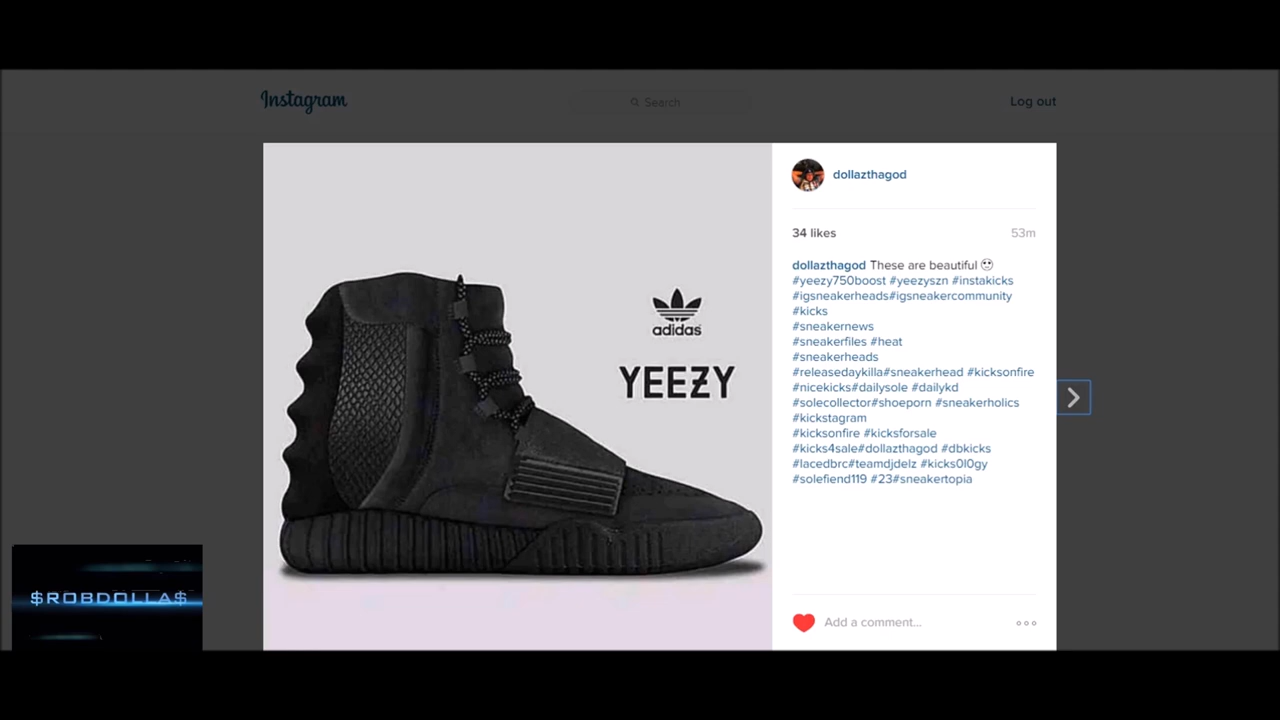 Instagram
Search
Log out
dollazthagod
34 likes 53m
adidas
YEEZY
dollazthagod These are beautiful
#yeezy750boost #yeezyszn #instakicks
#igsneakerheads#igsneakercommunity
#kicks
#sneakernews
#sneakerfiles #heat
#sneakerheads
#releasedaykilla#sneakerhead #kicksonfire
#nicekicks#dailysole #dailykd
#solecollector#shoeporn #sneakerholics
#kickstagram
#kicksonfire #kicksforsale
#kicks4sale#dollazthagod #dbkicks
#lacedbrc#teamdjdelz #kicks0l0gy
#solefiend119 #23#sneakertopia
Add a comment...
$ROBDOLLA$